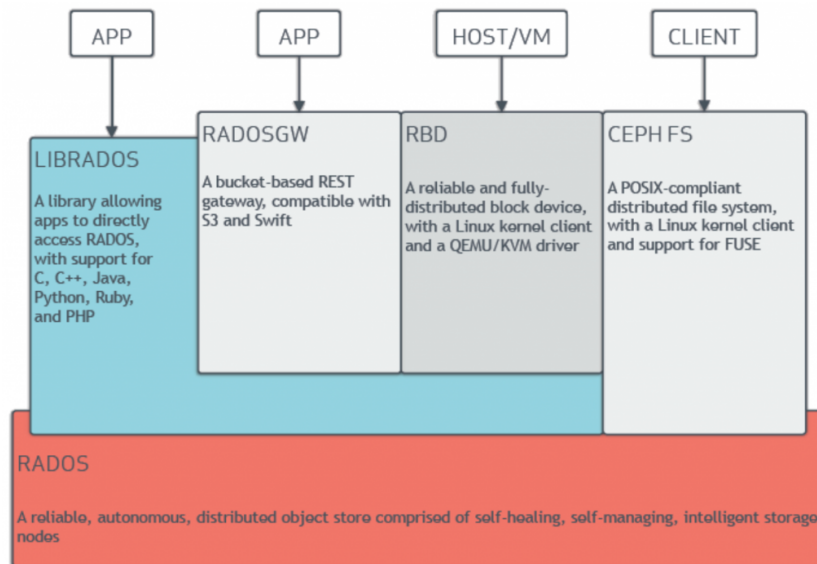 APP
APP
HOST/VM
CLIENT
LIBRADOS
A library allowing
apps to directly
access RADOS,
with support for
C, C++, Java,
Python, Ruby,
and PHP
RADOSGW
A bucket-based REST
gateway, compatible with
S3 and Swift
RBD
A reliable and fully-
distributed block device,
with a Linux kernel client
and a QEMU/KVM driver
CEPH FS
A POSIX-compliant
distributed file system,
with a Linux kernel client
and support for FUSE
RADOS
A reliable, autonomous, distributed object store comprised of self-healing, self-managing, intelligent storage
nodes